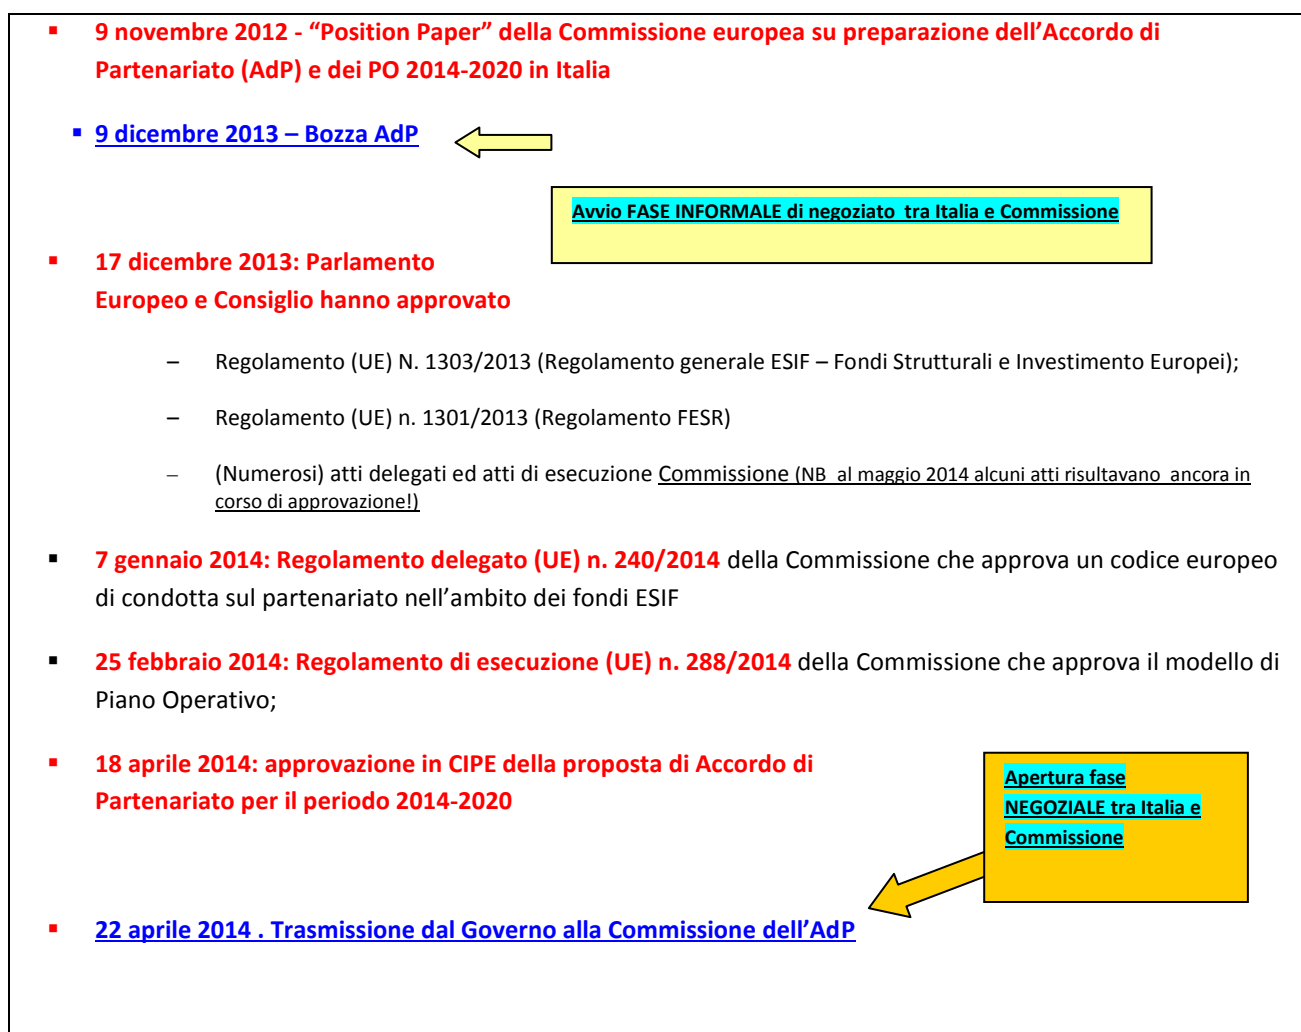 ▪ 9 novembre 2012 - “Position Paper” della Commissione europea su preparazione dell’Accordo di
Partenariato (AdP) e dei PO 2014-2020 in Italia
▪ 9 dicembre 2013 – Bozza AdP
Avvio FASE INFORMALE di negoziato tra Italia e Commissione
▪ 17 dicembre 2013: Parlamento
Europeo e Consiglio hanno approvato
– Regolamento (UE) N. 1303/2013 (Regolamento generale ESIF – Fondi Strutturali e Investimento Europei);
– Regolamento (UE) n. 1301/2013 (Regolamento FESR)
– (Numerosi) atti delegati ed atti di esecuzione Commissione (NB al maggio 2014 alcuni atti risultavano ancora in
corso di approvazione!)
▪ 7 gennaio 2014: Regolamento delegato (UE) n. 240/2014 della Commissione che approva un codice europeo
di condotta sul partenariato nell’ambito dei fondi ESIF
▪ 25 febbraio 2014: Regolamento di esecuzione (UE) n. 288/2014 della Commissione che approva il modello di
Piano Operativo;
▪ 18 aprile 2014: approvazione in CIPE della proposta di Accordo di
Partenariato per il periodo 2014-2020
Apertura fase
NEGOZIALE tra Italia e
Commissione
▪ 22 aprile 2014 . Trasmissione dal Governo alla Commissione dell’AdP